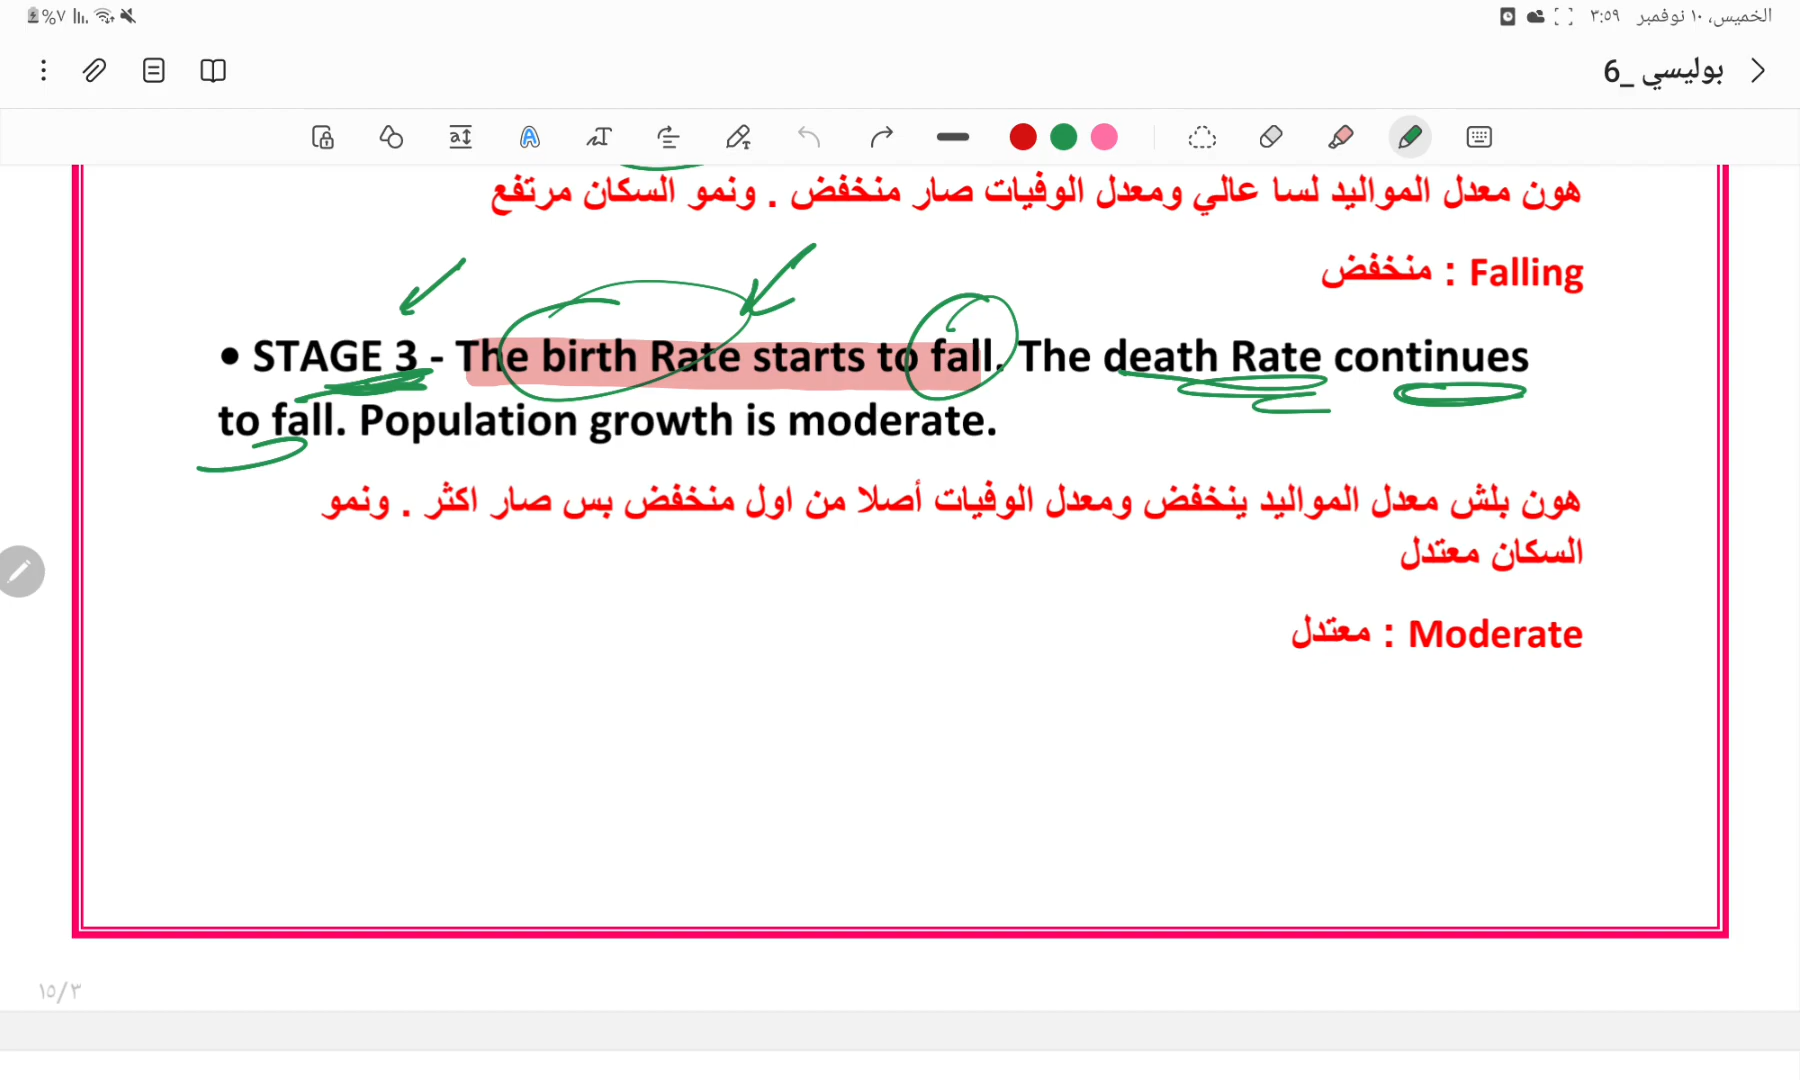 الخميس، ١٠ نوفمبر ٣:٥٩
%٧
بوليسي _6
هون معدل المواليد لسا عالي ومعدل الوفيات صار منخفض . ونمو السكان مرتفع
Falling : منخفض
• STAGE 3 - The birth Rate starts to fall. The death Rate continues
to fall. Population growth is moderate.
هون بلش معدل المواليد ينخفض ومعدل الوفيات أصلا من اول منخفض بس صار اكثر . ونمو
السكان معتدل
Moderate : معتدل
١٥/٣